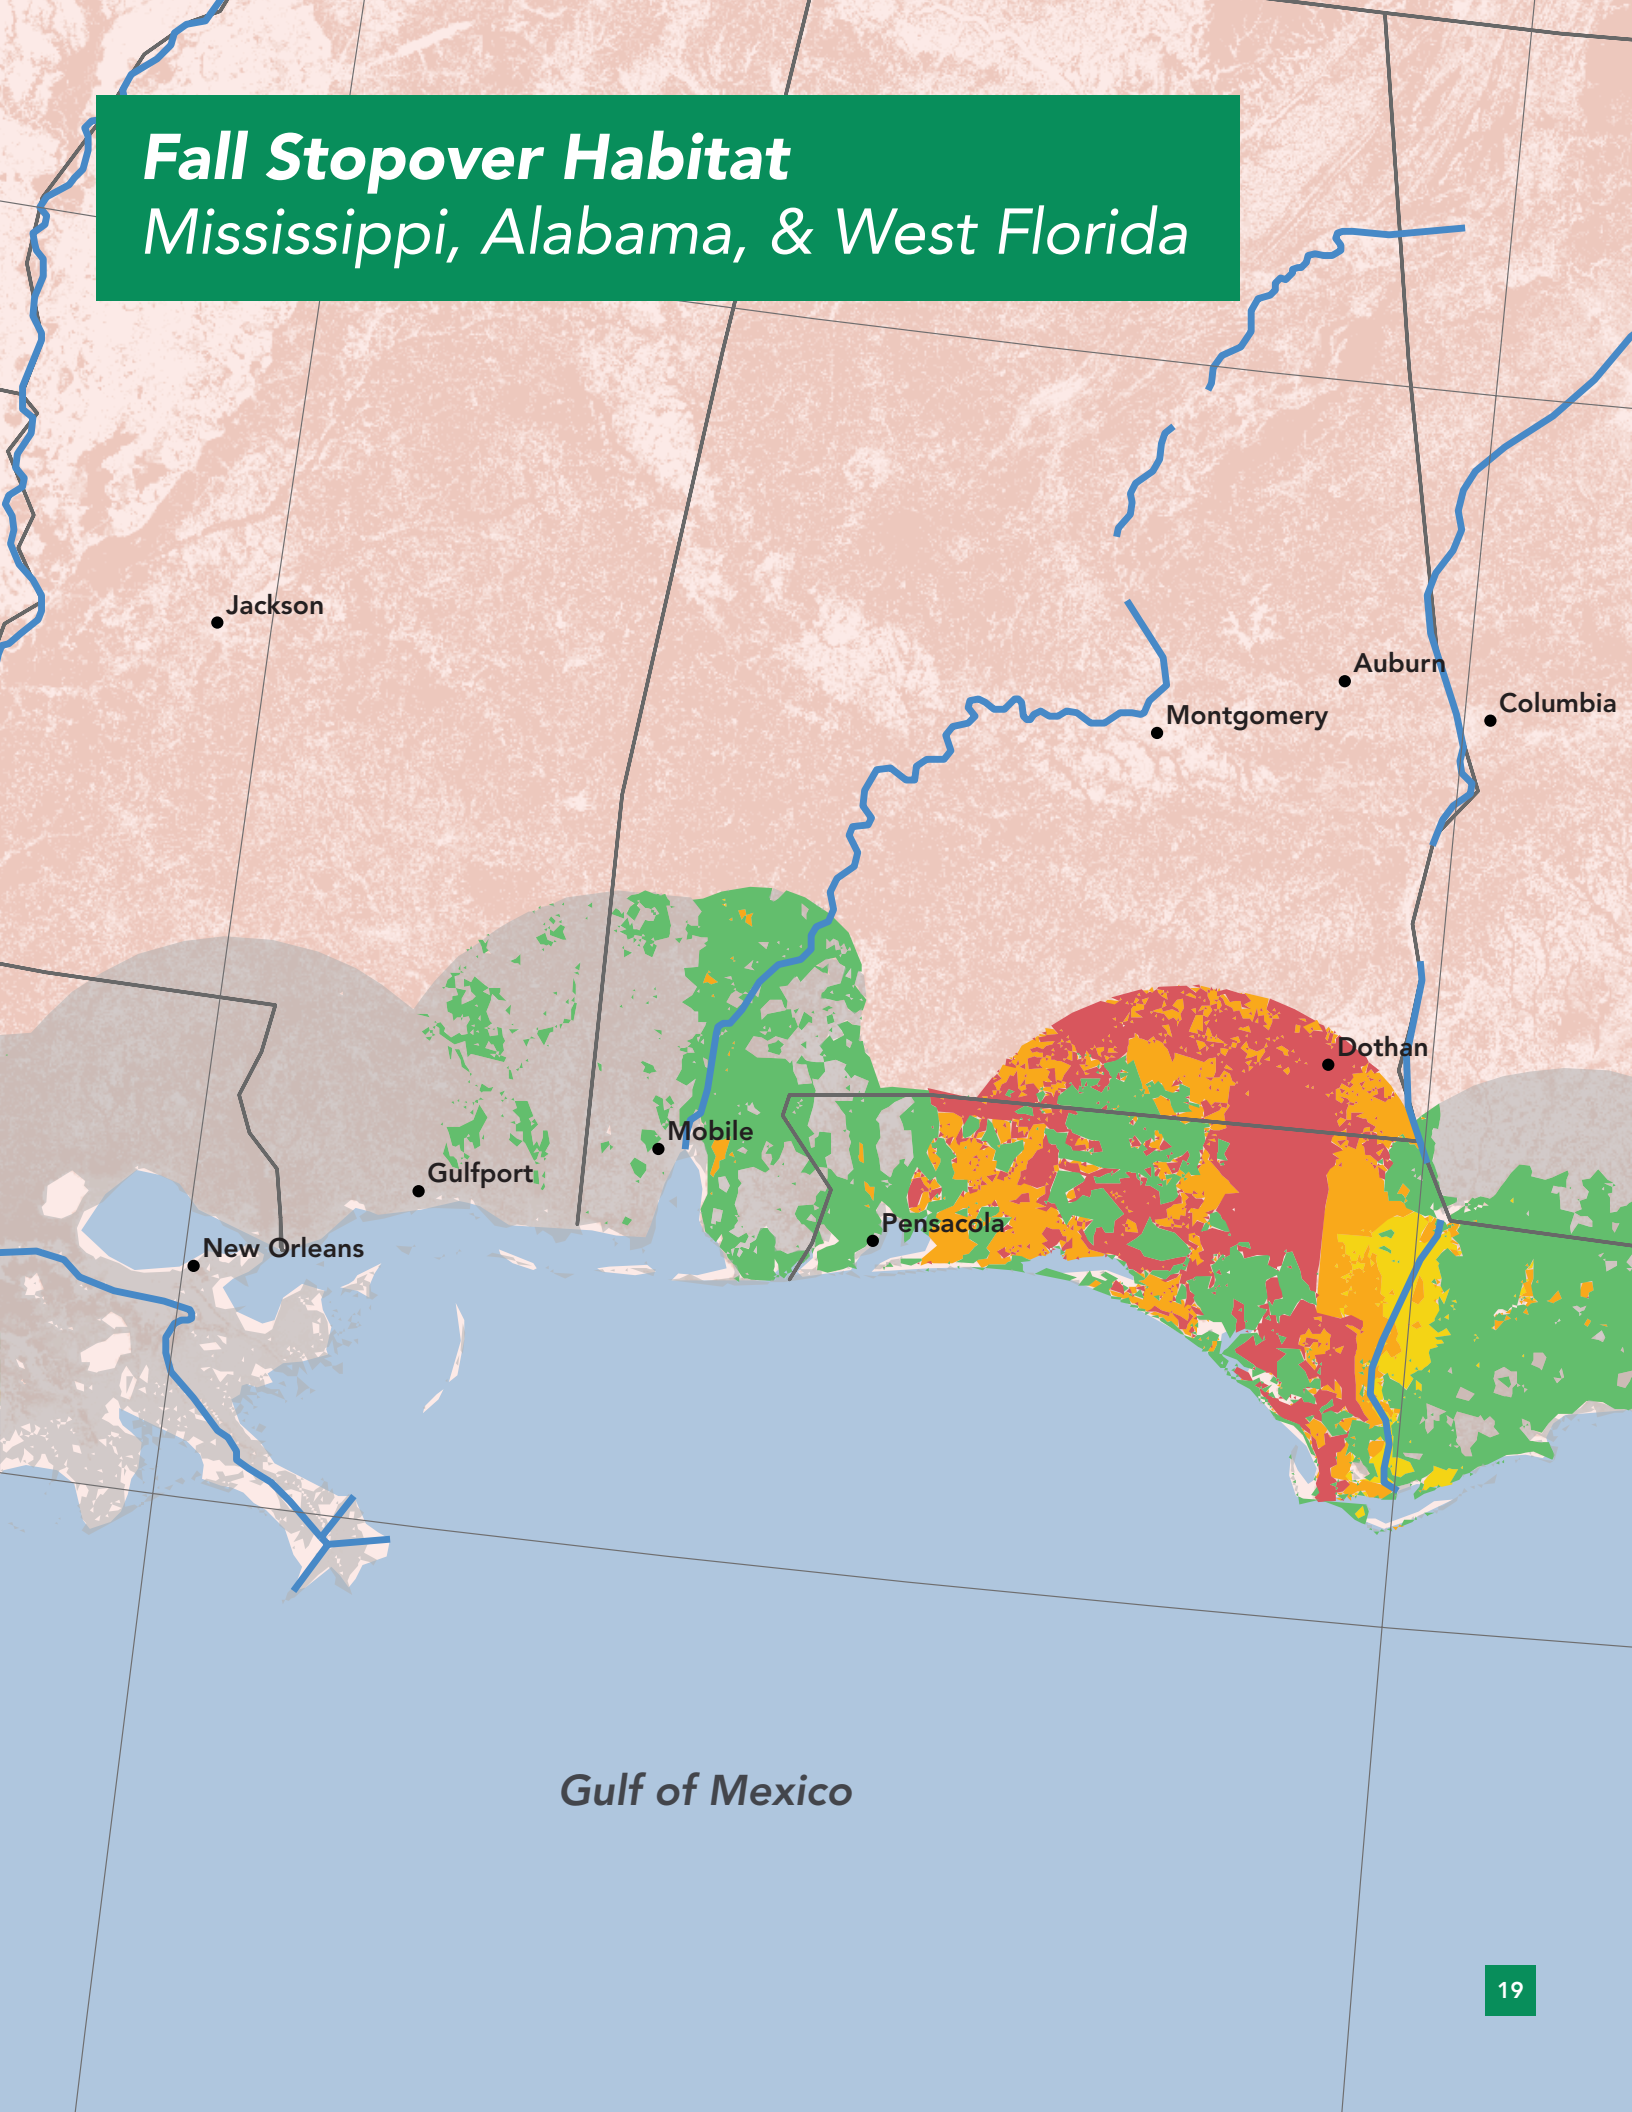 Fall Stopover Habitat
Mississippi, Alabama, & West Florida
Jackson
Auburn
Columbia
Montgomery
Dothan
Mobile
Gulfport
Pensacola
New Orleans
Gulf of Mexico
19